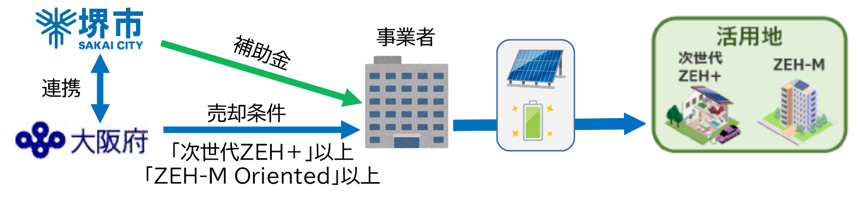 堺市
SAKAI CITY
連携
大阪府
補助金
売却条件
「次世代ZEH+」以上
「ZEH-M Oriented」以上
事業者
活用地
次世代
ZEH+
ZEH-M